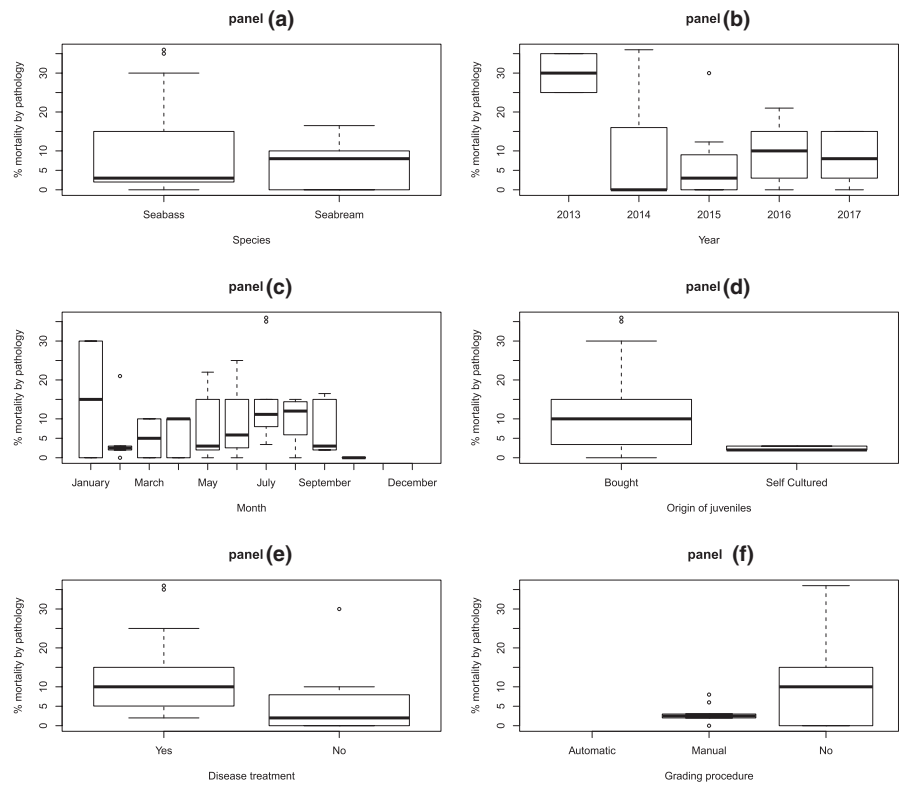 panel (a)
% mortality by pathology
0 5 10 20 30
Seabass Seabream
Species
panel (b)
% mortality by pathology
0 5 10 20 30
2013 2014 2015 2016 2017
Year
panel (c)
% mortality by pathology
0 5 10 20 30
January March May July September December
Month
panel (d)
% mortality by pathology
0 5 10 20 30
Bought Self Cultured
Origin of juveniles
panel (e)
% mortality by pathology
0 5 10 20 30
Yes No
Disease treatment
panel (f)
% mortality by pathology
0 5 10 20 30
Automatic Manual No
Grading procedure